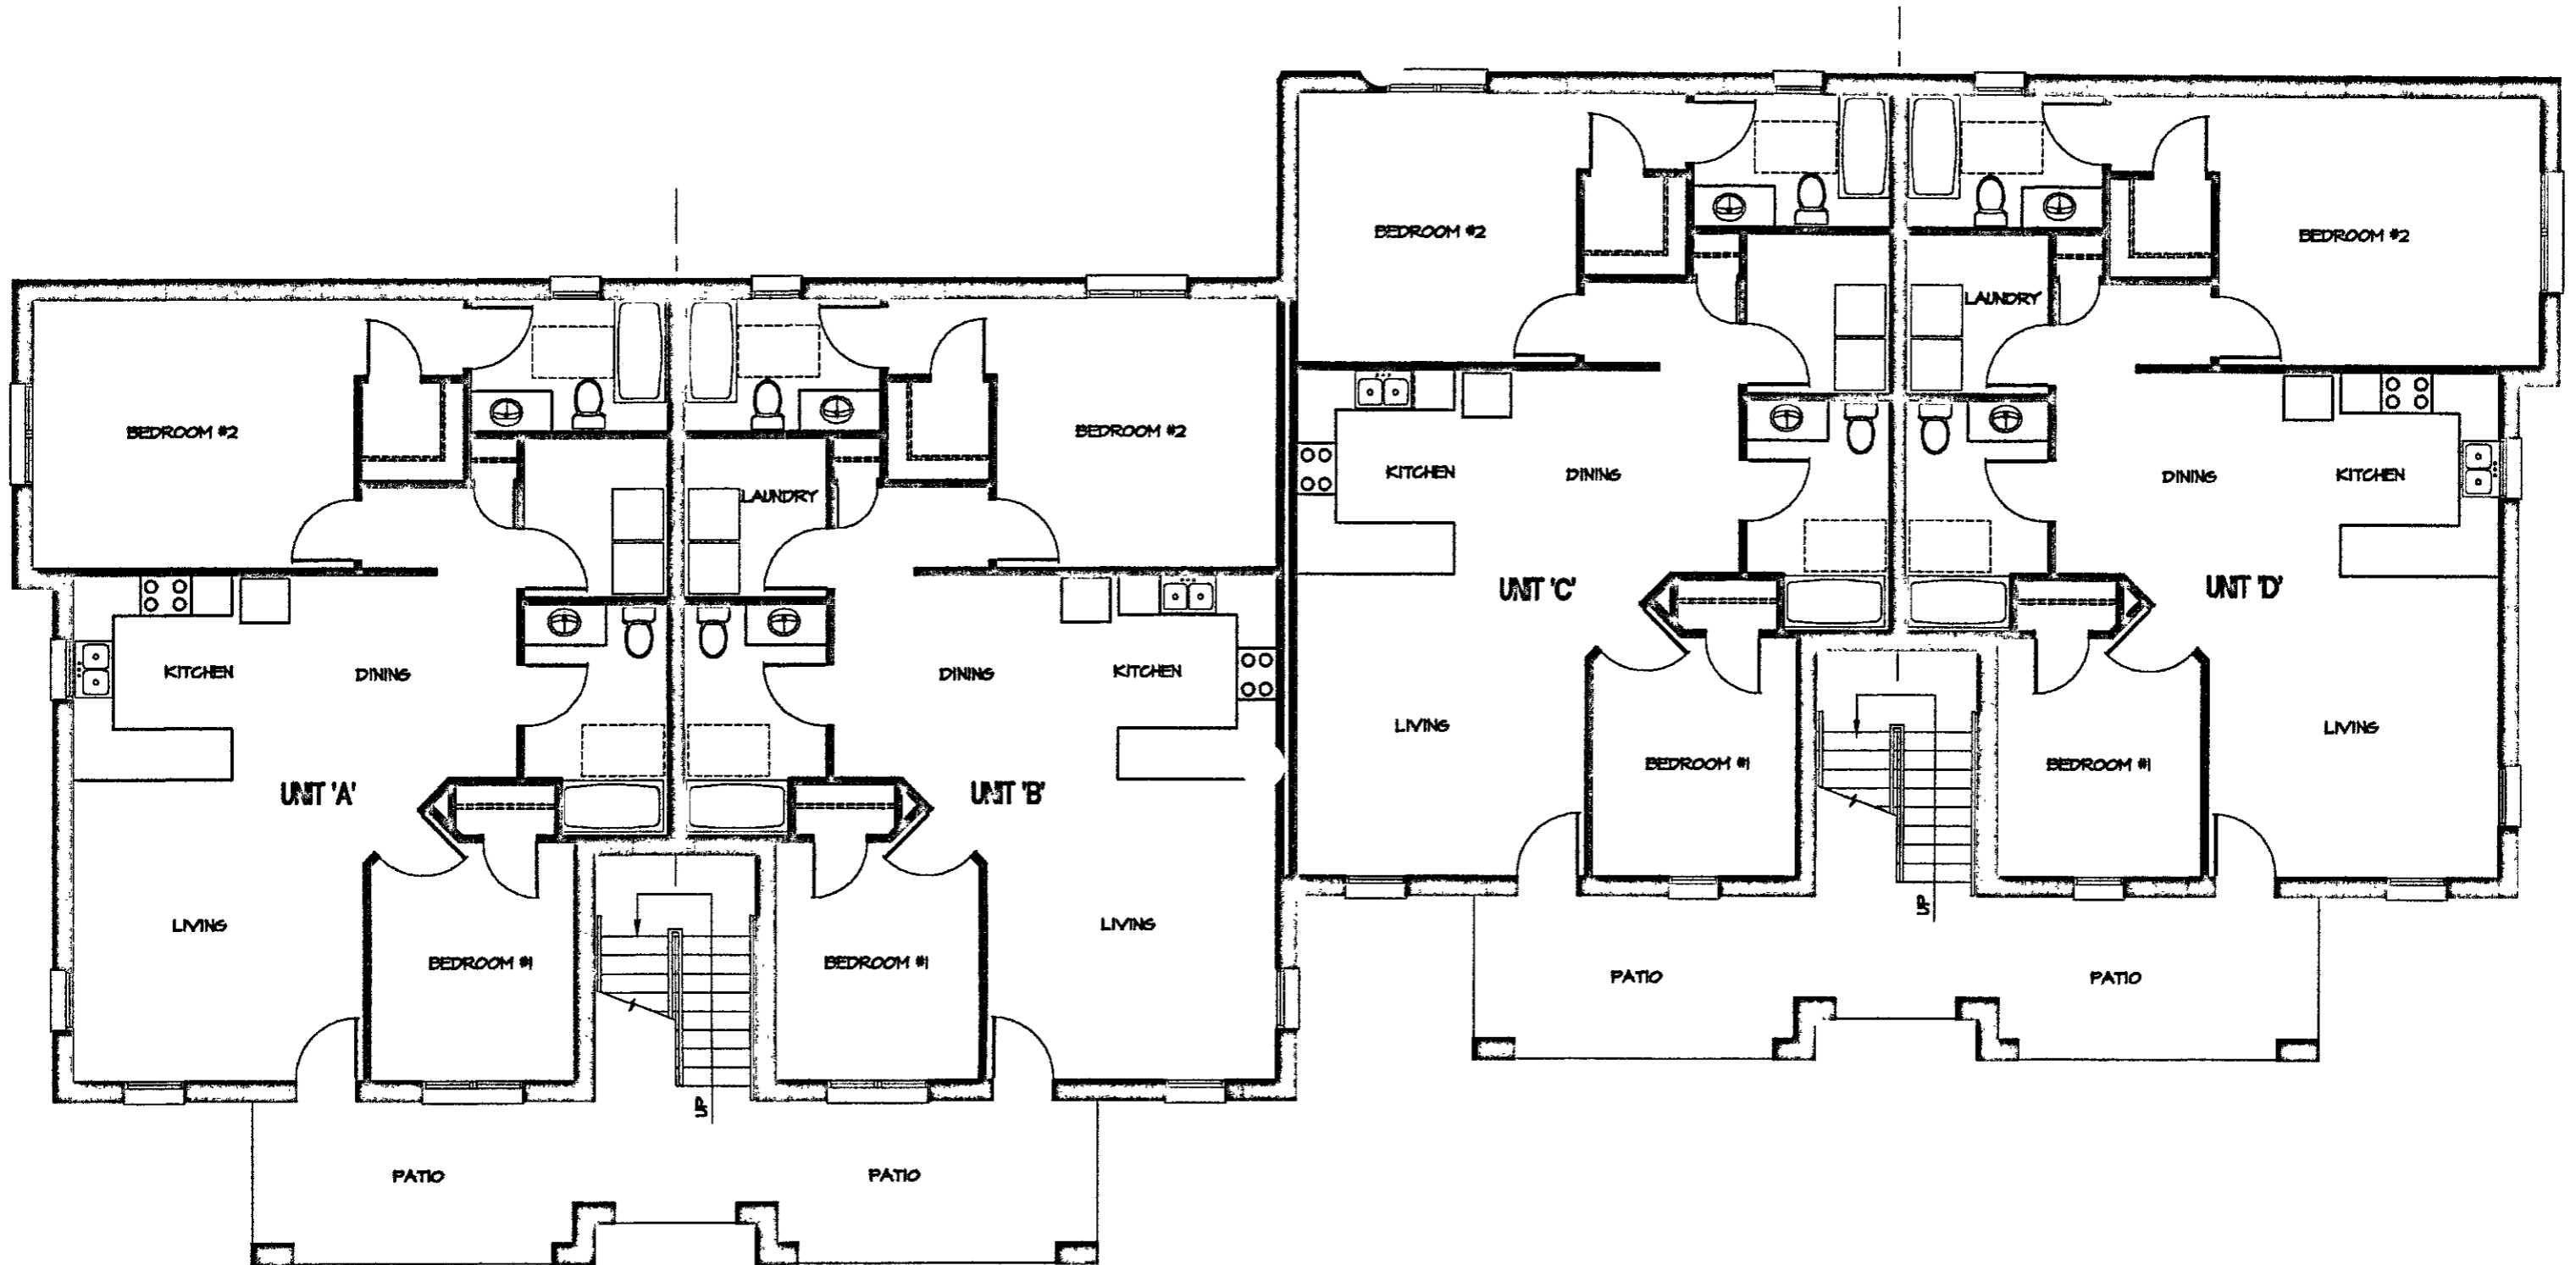 BEDROOM #2
BEDROOM #2
LAUNDRY
BEDROOM #2
BEDROOM #2
LAUNDRY
KITCHEN
DINING
DINING
KITCHEN
UNIT 'C'
UNIT 'D'
KITCHEN
DINING
DINING
KITCHEN
LIVING
LIVING
BEDROOM #1
BEDROOM #1
UNIT 'A'
UNIT 'B'
LIVING
LIVING
UP
BEDROOM #1
BEDROOM #1
PATIO
PATIO
UP
PATIO
PATIO